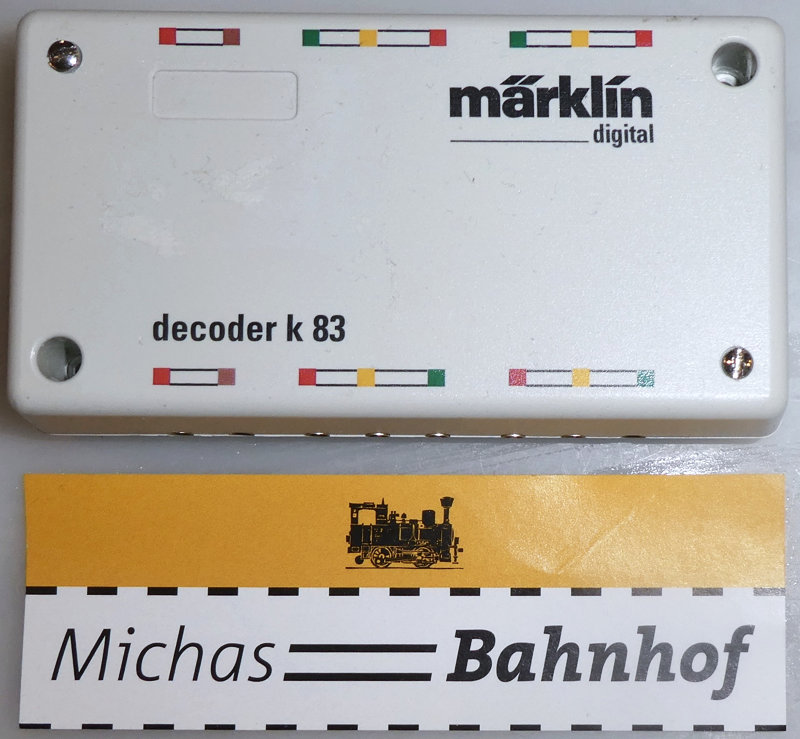 märklin
digital
decoder k 83
Michas Bahnhof